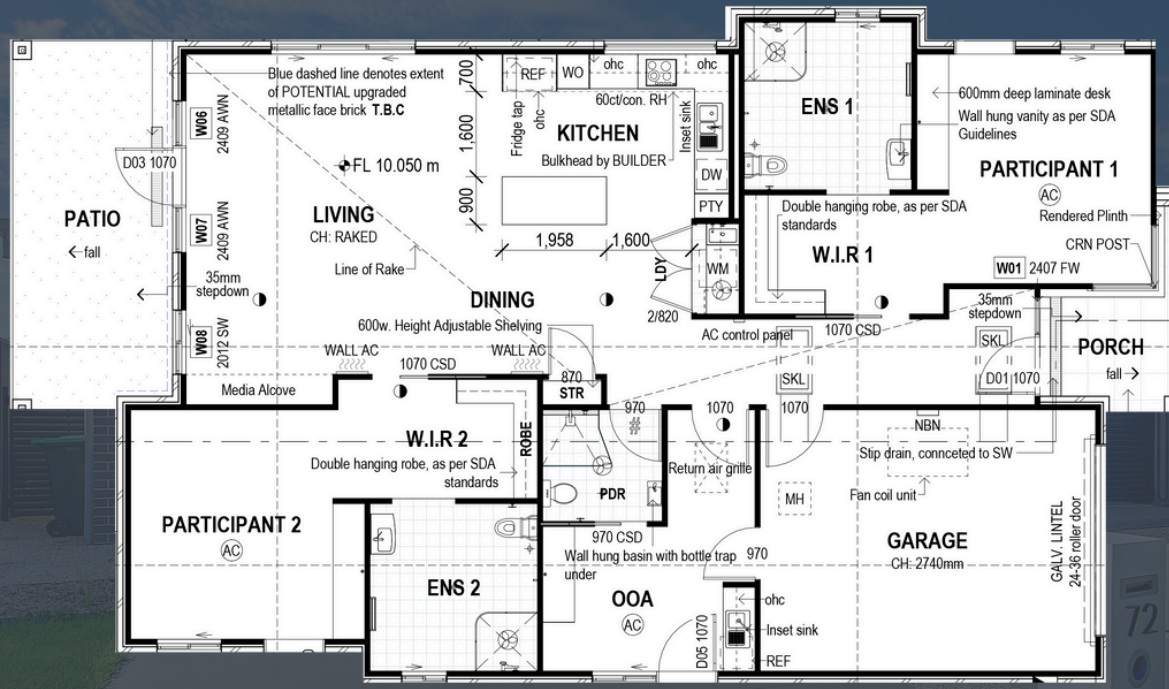 Blue dashed line denotes extent
of POTENTIAL upgraded
metallic face brick T.B.C
W06
2409 AWN
D03 1070
FL 10.050 m
PATIO
fall
W07
2409 AWN
LIVING
CH: RAKED
Line of Rake
35mm
stepdown
W08
2012 SW
Media Alcove
700
1,600
900
REF
WO
ohc
ohc
60ct/con. RH
Fridge tap
ohc
KITCHEN
Bulkhead by BUILDER
Inset sink
DW
PTY
1,958
1,600
LDY
WM
2/820
DINING
600w. Height Adjustable Shelving
WALL AC
1070 CSD
WALL AC
870
STR
ENS 1
600mm deep laminate desk
Wall hung vanity as per SDA
Guidelines
PARTICIPANT 1
AC
Double hanging robe, as per SDA
standards
W.I.R 1
Rendered Plinth
CRN POST
W01
2407 FW
35mm
stepdown
AC control panel
1070 CSD
SKL
SKL
D01 1070
PORCH
fall
W.I.R 2
Double hanging robe, as per SDA
standards
ROBE
PARTICIPANT 2
AC
ENS 2
970
1070
1070
PDR
Return air grille
970 CSD
Wall hung basin with bottle trap
under
970
OOA
AC
D05 1070
ohc
Inset sink
REF
NBN
Stip drain, connceted to SW
Fan coil unit
MH
GARAGE
CH: 2740mm
GALV. LINTEL
24-36 roller door
72